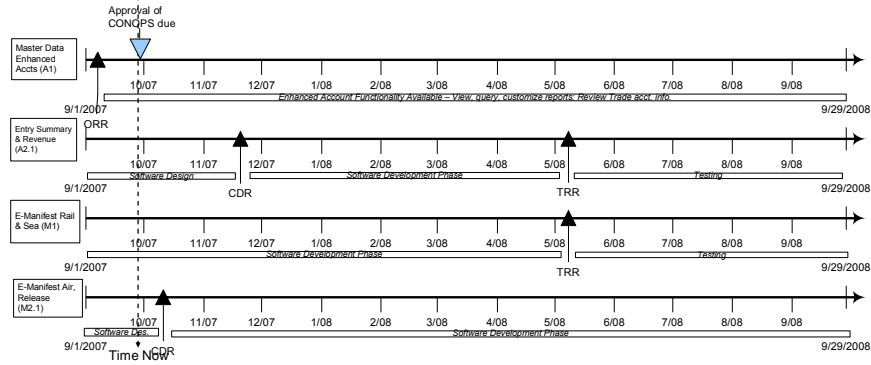 Approval of
CONOPS due
Master Data
Enhanced
Accts (A1)
10/07 11/07 12/07 1/08 2/08 3/08 4/08 5/08 6/08 7/08 8/08 9/08
Enhanced Account Functionality Available – View, query, customize reports: Review Trade acct. info.
9/1/2007 9/29/2008
ORR
Entry Summary
& Revenue
(A2.1)
10/07 11/07 12/07 1/08 2/08 3/08 4/08 5/08 6/08 7/08 8/08 9/08
Software Design Software Development Phase Testing
9/1/2007 CDR TRR 9/29/2008
E-Manifest Rail
& Sea (M1)
10/07 11/07 12/07 1/08 2/08 3/08 4/08 5/08 6/08 7/08 8/08 9/08
Software Development Phase Testing
9/1/2007 TRR 9/29/2008
E-Manifest Air,
Release
(M2.1)
10/07 11/07 12/07 1/08 2/08 3/08 4/08 5/08 6/08 7/08 8/08 9/08
Software Des. Software Development Phase
9/1/2007 CDR 9/29/2008
Time Now